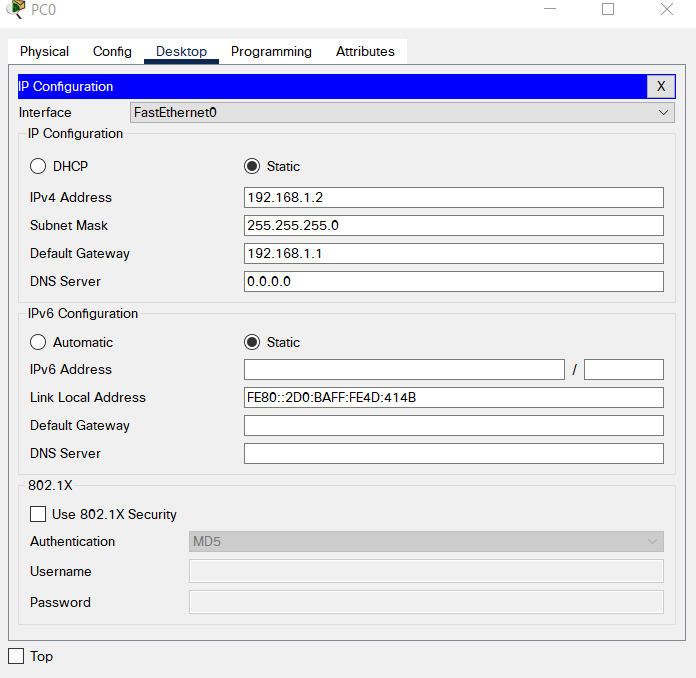 PC0
Physical Config Desktop Programming Attributes
IP Configuration X
Interface FastEthernet0
IP Configuration
DHCP Static
IPv4 Address 192.168.1.2
Subnet Mask 255.255.255.0
Default Gateway 192.168.1.1
DNS Server 0.0.0.0
IPv6 Configuration
Automatic Static
IPv6 Address /
Link Local Address FE80::2D0:BAFF:FE4D:414B
Default Gateway
DNS Server
802.1X
Use 802.1X Security
Authentication MD5
Username
Password
Top